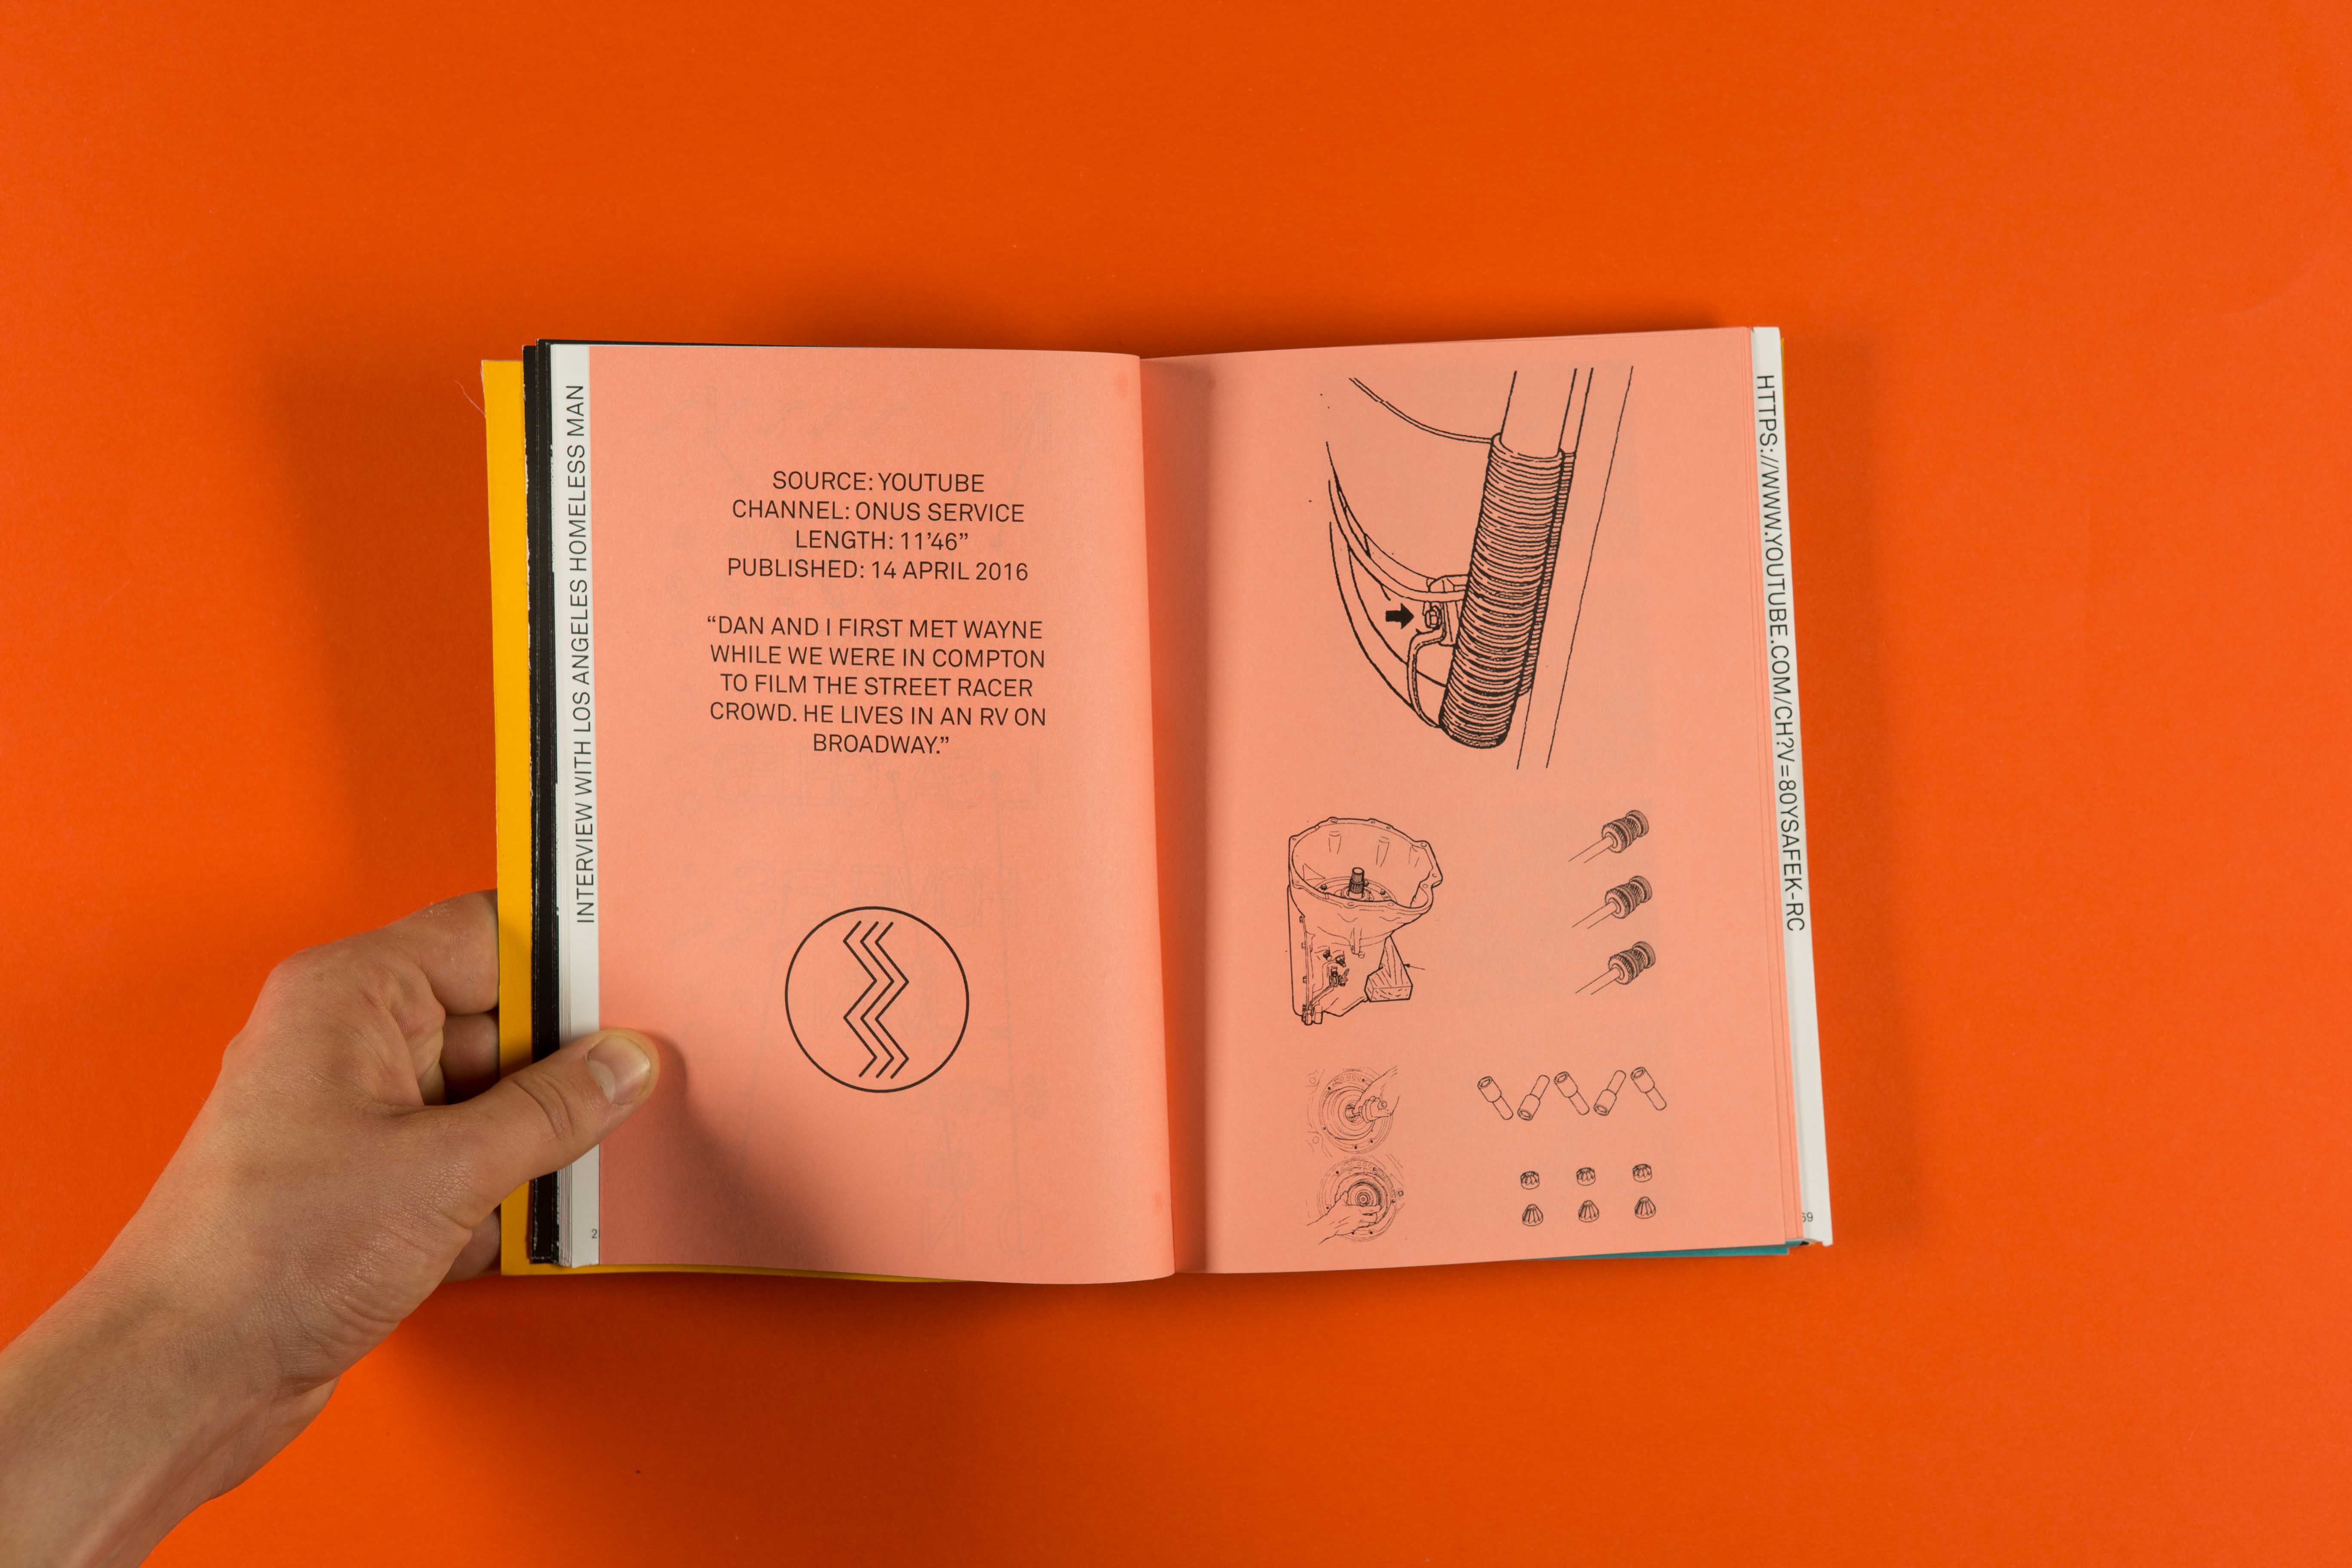 INTERVIEW WITH LOS ANGELES HOMELESS MAN
SOURCE: YOUTUBE
CHANNEL: ONUS SERVICE
LENGTH: 11’46”
PUBLISHED: 14 APRIL 2016
“DAN AND I FIRST MET WAYNE
WHILE WE WERE IN COMPTON
TO FILM THE STREET RACER
CROWD. HE LIVES IN AN RV ON
BROADWAY.”
2
HTTPS://WWW.YOUTUBE.COM/CH?V=80YSAFEK-RC
69